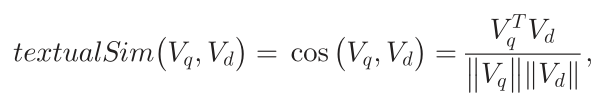 textualSim(V_q, V_d) = cos (V_q, V_d) = \frac{V_q^T V_d}{\|V_q\| \|V_d\|},